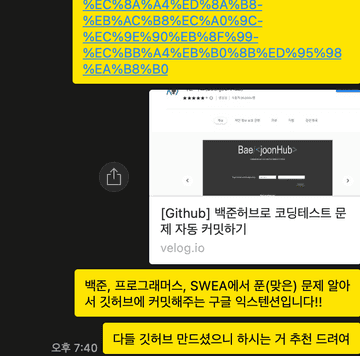 %EC%8A%A4%ED%8A%B8-
%EB%AC%B8%EC%A0%9C-
%EC%9E%90%EB%8F%99-
%EC%BB%A4%EB%B0%8B%ED%95%98
%EA%B8%B0
Bae<>joonHub
[Github] 백준허브로 코딩테스트 문
제 자동 커밋하기
velog.io
백준, 프로그래머스, SWEA에서 푼(맞은) 문제 알아
서 깃허브에 커밋해주는 구글 익스텐션입니다!!
다들 깃허브 만드셨으니 하시는 거 추천 드려여
오후 7:40